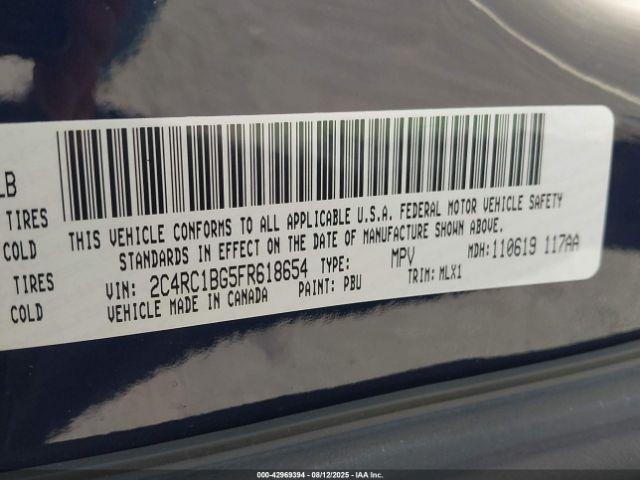 LB
TIRES
COLD
TIRES
COLD
THIS VEHICLE CONFORMS TO ALL APPLICABLE U.S.A. FEDERAL MOTOR VEHICLE SAFETY
STANDARDS IN EFFECT ON THE DATE OF MANUFACTURE SHOWN ABOVE.
VIN: 2C4RC1BG5FR618654 TYPE: MPV MDH: 110619 117AA
VEHICLE MADE IN CANADA PAINT: PBU TRIM: MLX1
000-42969394 | 08/12/2025 | IAA Inc.